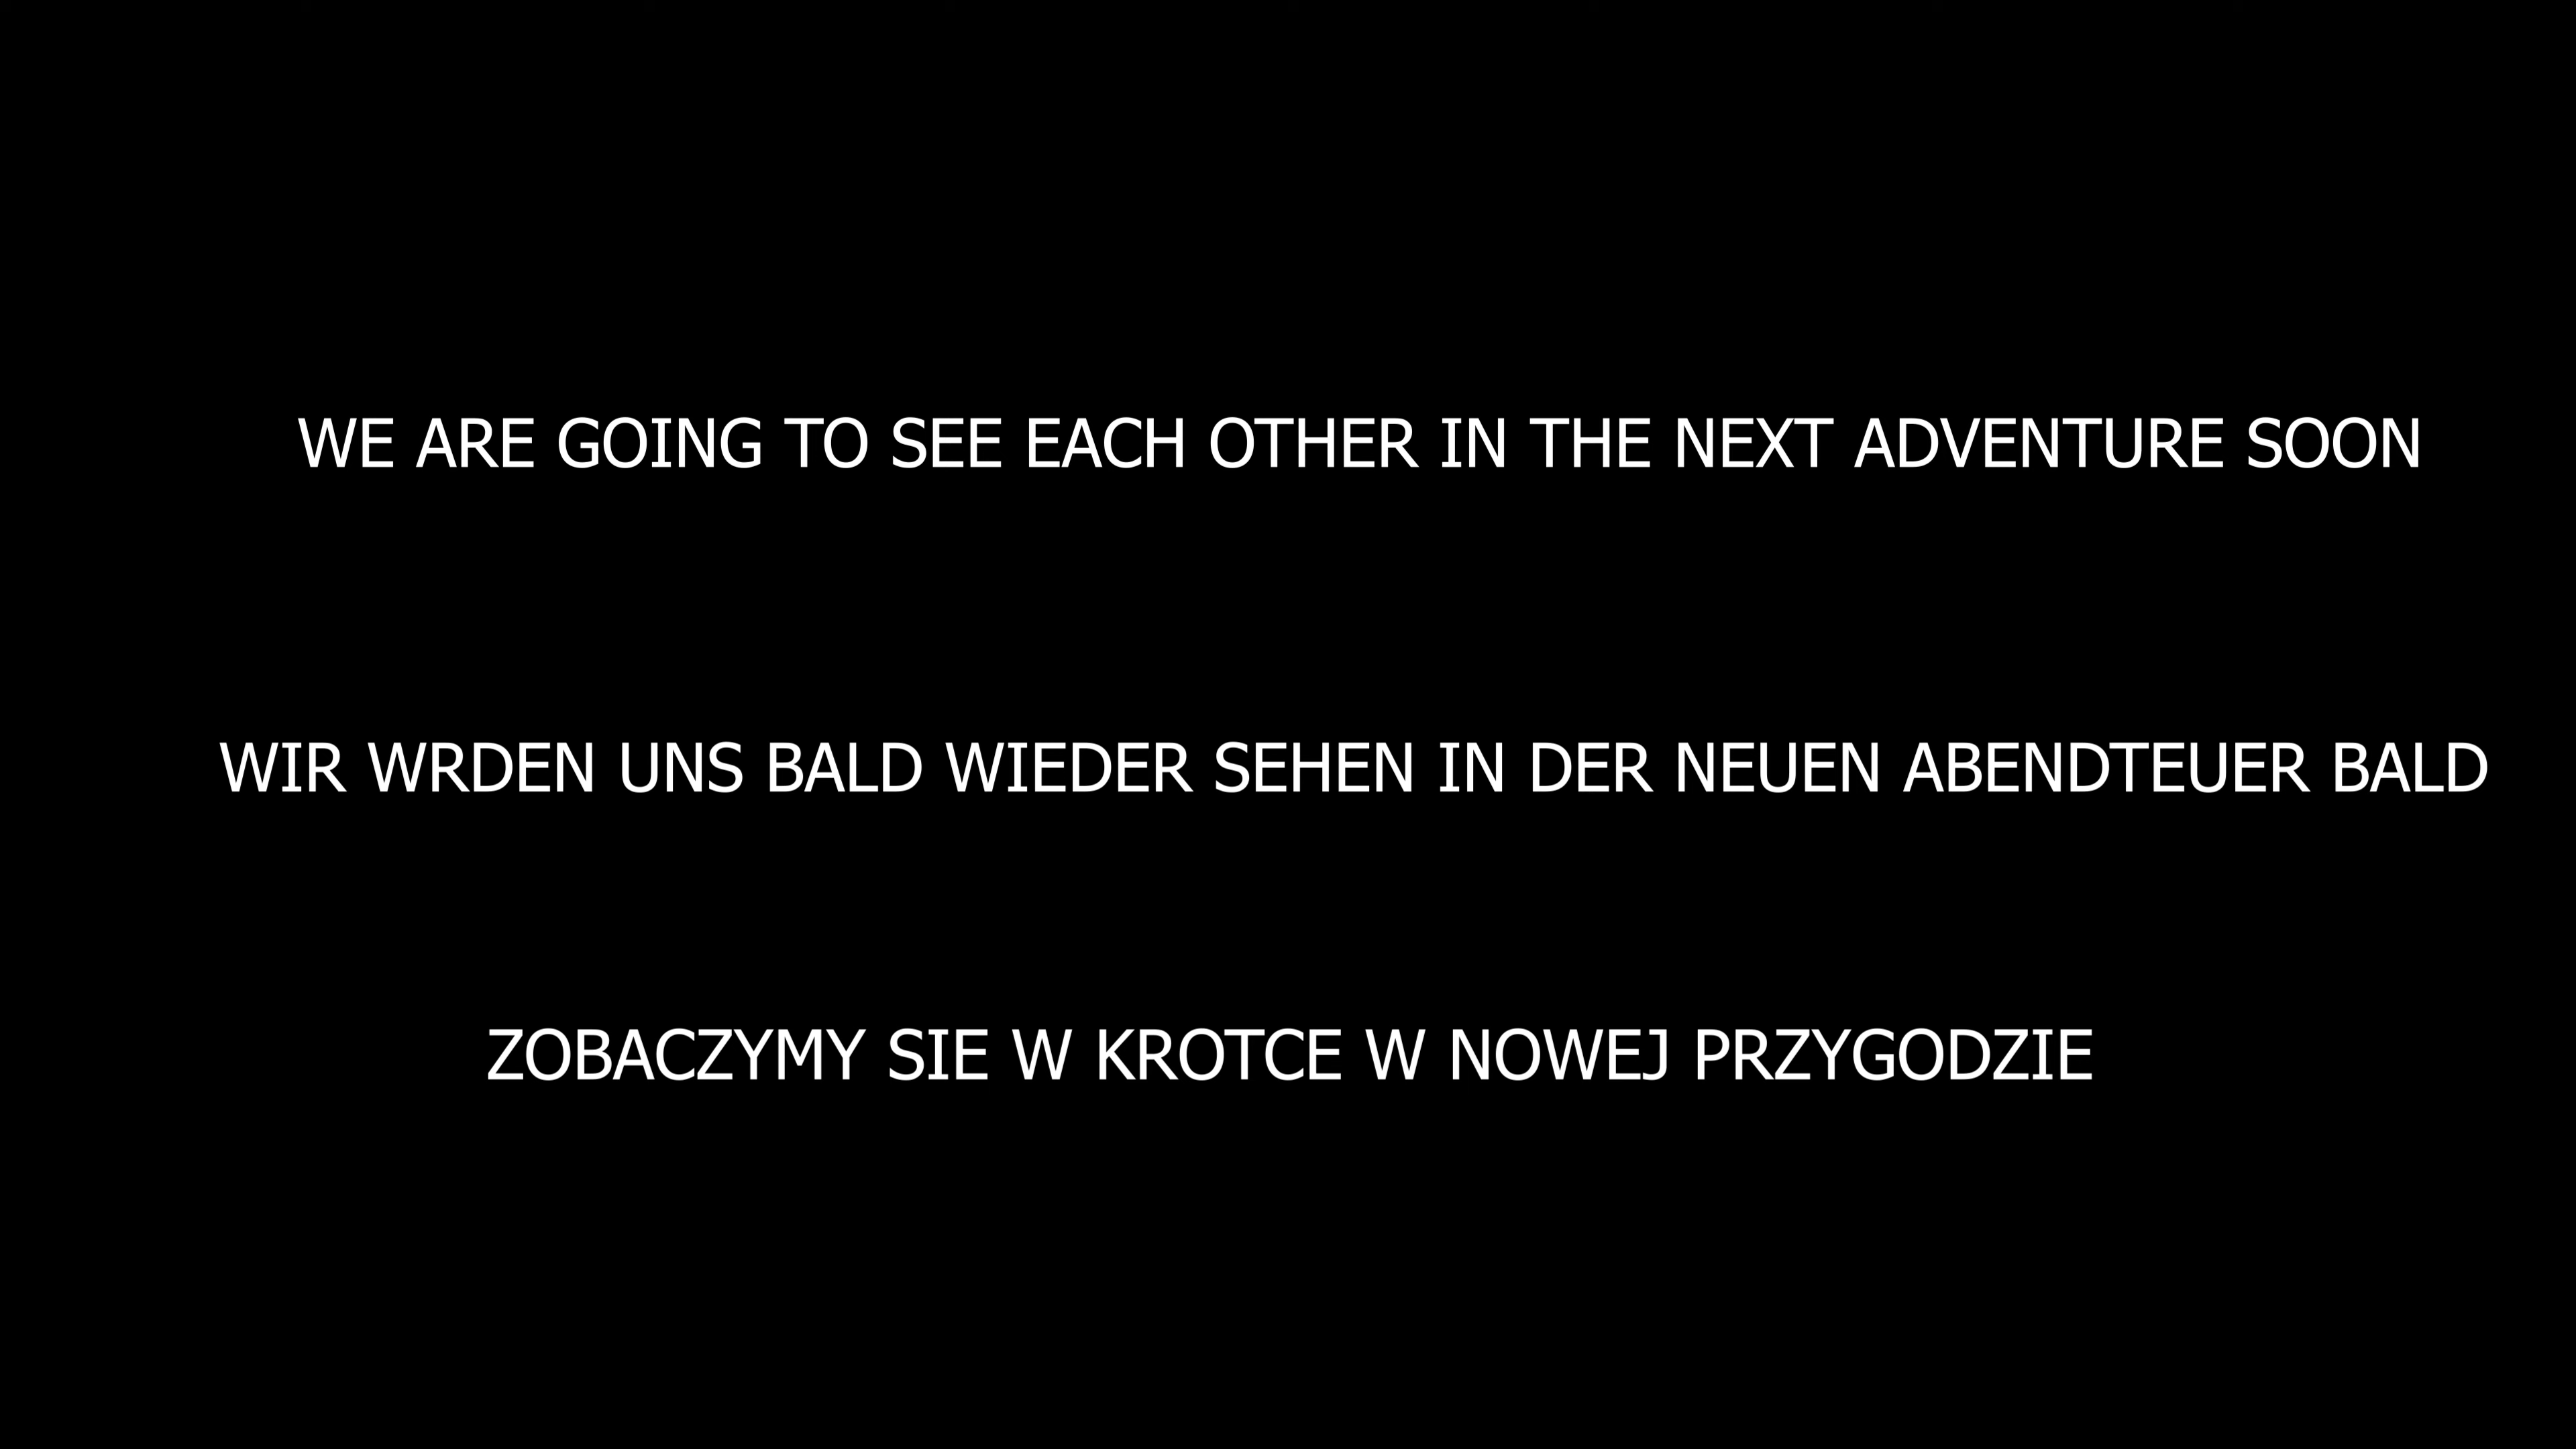 WE ARE GOING TO SEE EACH OTHER IN THE NEXT ADVENTURE SOON
WIR WRDEN UNS BALD WIEDER SEHEN IN DER NEUEN ABENDTEUER BALD
ZOBACZYMY SIE W KROTCE W NOWEJ PRZYGODZIE